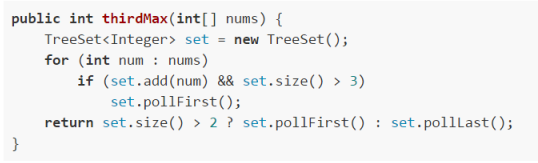 public int thirdMax(int[] nums) {
    TreeSet<Integer> set = new TreeSet();
    for (int num : nums)
        if (set.add(num) && set.size() > 3)
            set.pollFirst();
    return set.size() > 2 ? set.pollFirst() : set.pollLast();
}